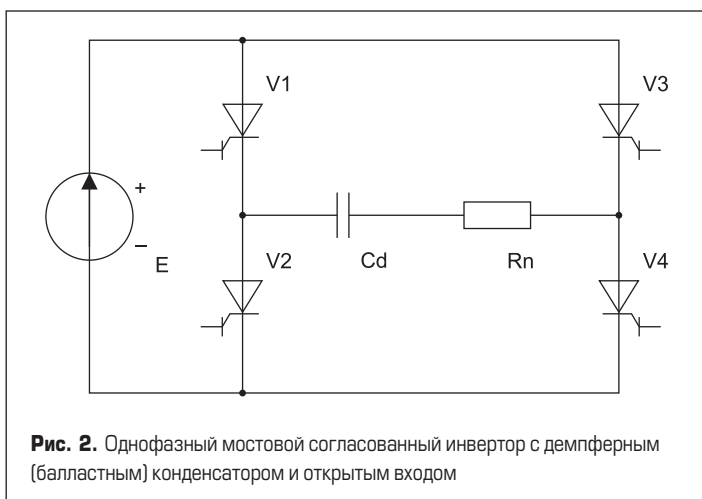 V1
V3
+
–
E
V2
Cd
Rn
V4
Рис. 2. Однофазный мостовой согласованный инвертор с демпферным
(балластным) конденсатором и открытым входом